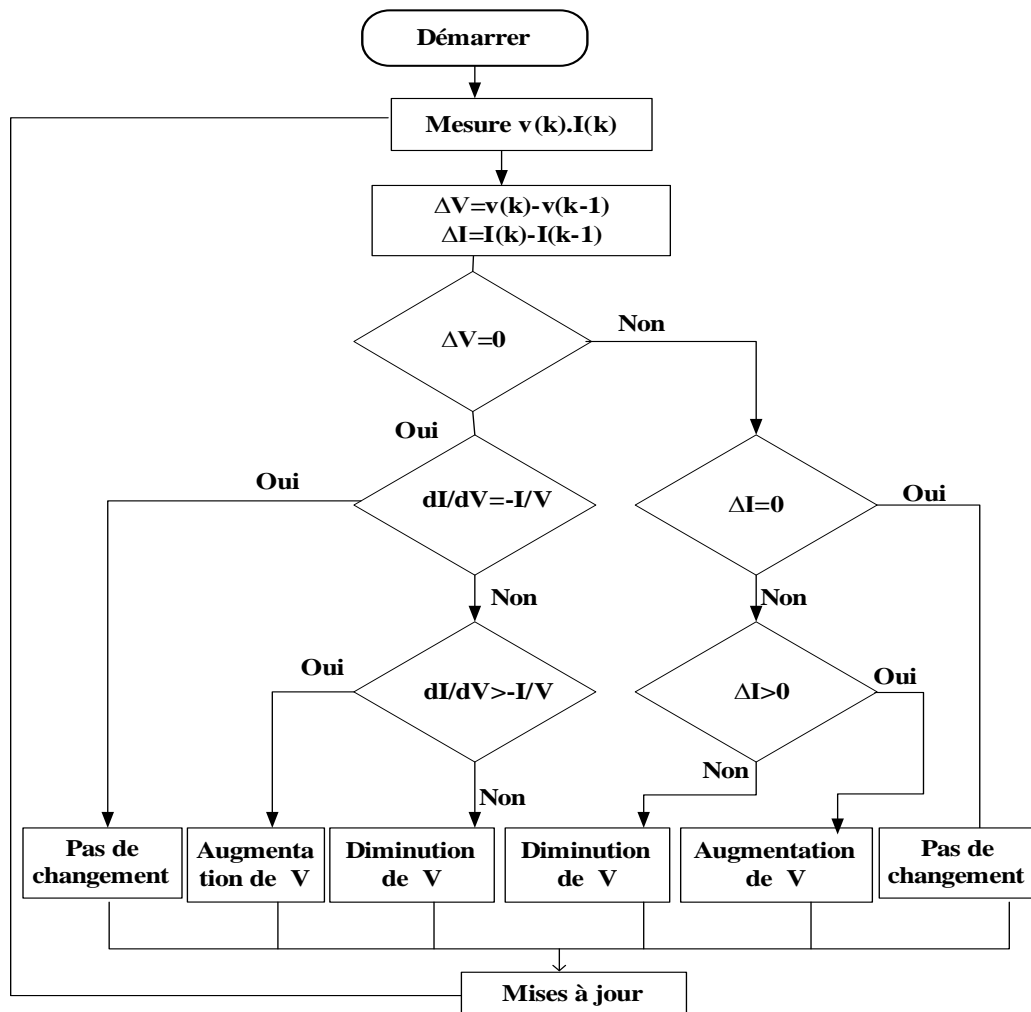 Démarrer
Mesure v(k).I(k)
ΔV=v(k)-v(k-1)
ΔI=I(k)-I(k-1)
ΔV=0
Non
Oui
Oui
dI/dV=-I/V
ΔI=0
Oui
Non
Non
Oui
dI/dV>-I/V
ΔI>0
Oui
Non
Non
Pas de
changement
Augmenta
tion de V
Diminution
de V
Diminution
de V
Augmentation
de V
Pas de
changement
Mises à jour